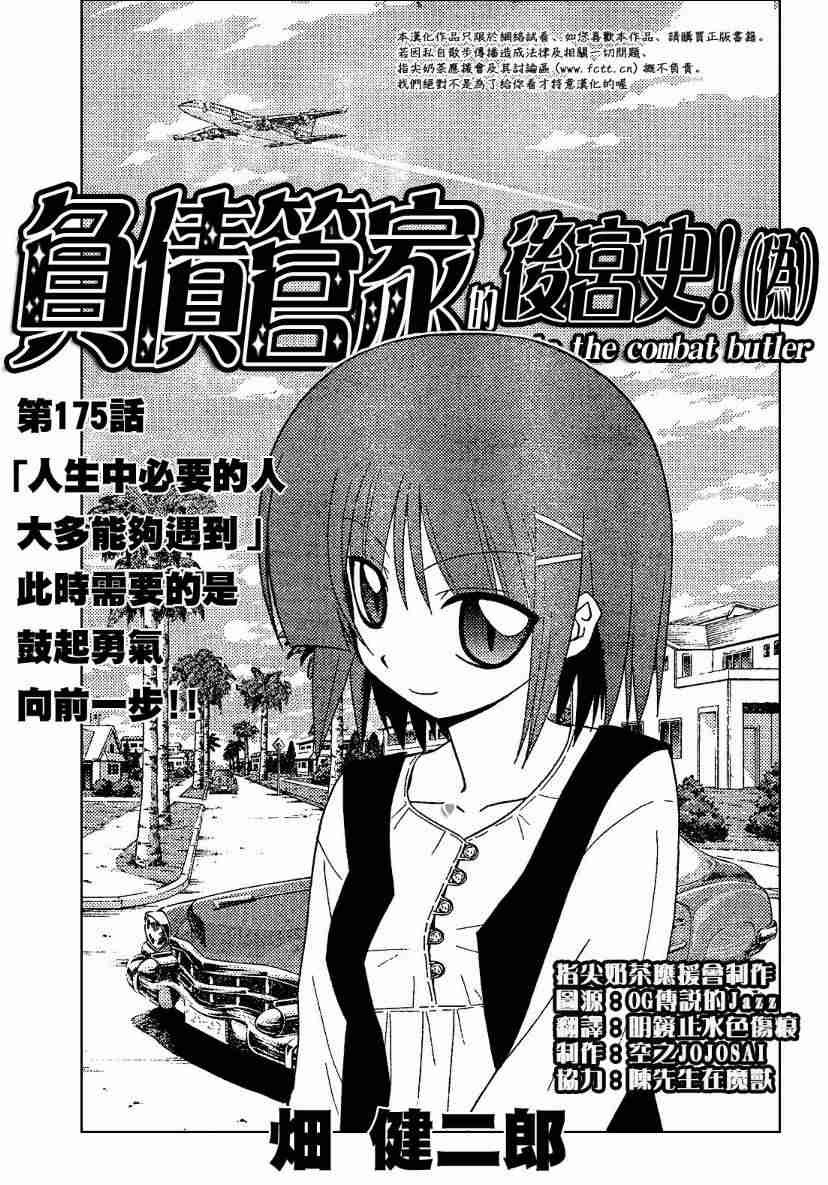 本漢化作品只限於網絡試看、如您喜歡本作品、請購買正版書籍。
若因私自散步傳播造成法律及相關一切問題、
指尖奶茶應援會及其討論區(www.fctt.cn)概不負責。
我們絕對不是為了給你看才特意漢化的喔
負債管家的後宮史!(偽)
the combat butler
第175話
「人生中必要的人
大多能夠遇到」
此時需要的是
鼓起勇氣
向前一步!!
指尖奶茶應援會制作
圖源：OG傳説的Jazz
翻譯：明鏡止水色傷痕
制作：空之JOJOSAI
協力：陳先生在魔獸
畑 健二郎